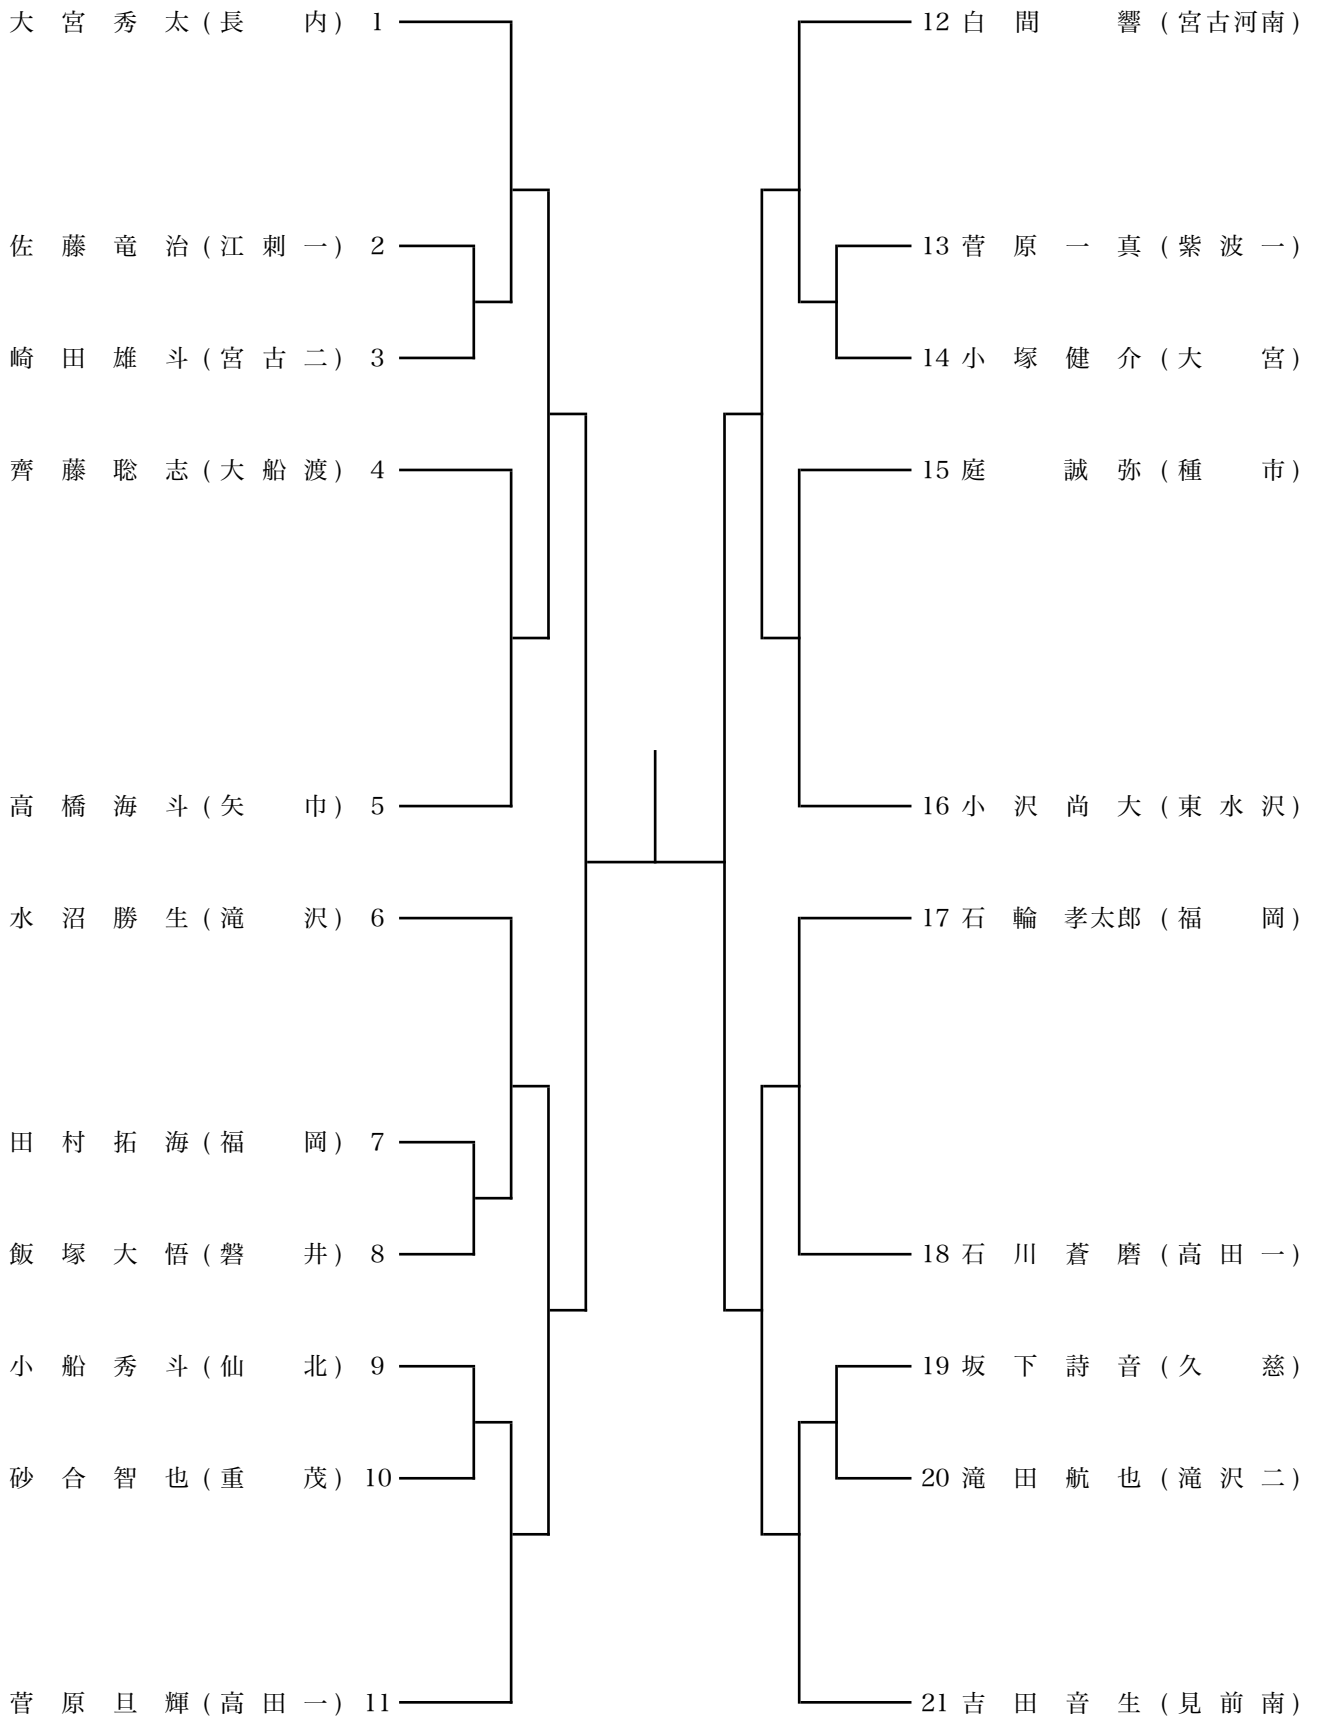 大宮秀太(長内) 1
佐藤竜治(江刺一) 2
崎田雄斗(宮古二) 3
齊藤聡志(大船渡) 4
高橋海斗(矢巾) 5
水沼勝生(滝沢) 6
田村拓海(福岡) 7
飯塚大悟(磐井) 8
小船秀斗(仙北) 9
砂合智也(重茂) 10
菅原旦輝(高田一) 11
12 白間響(宮古河南)
13 菅原一真(紫波一)
14 小塚健介(大宮)
15 庭誠弥(種市)
16 小沢尚大(東水沢)
17 石輪孝太郎(福岡)
18 石川蒼磨(高田一)
19 坂下詩音(久慈)
20 滝田航也(滝沢二)
21 吉田音生(見前南)